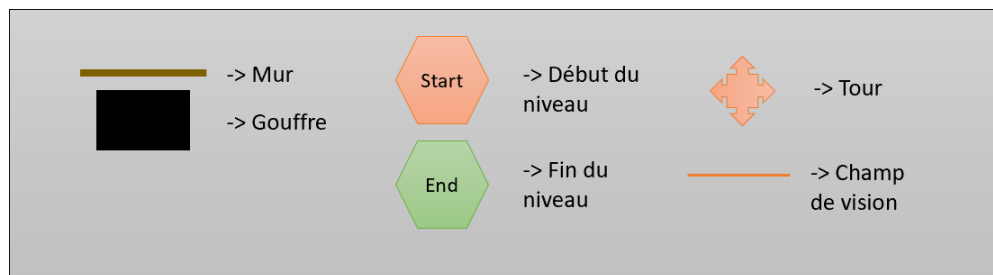 -> Mur
-> Gouffre
Start
-> Début du
niveau
End
-> Fin du
niveau
-> Tour
-> Champ
de vision